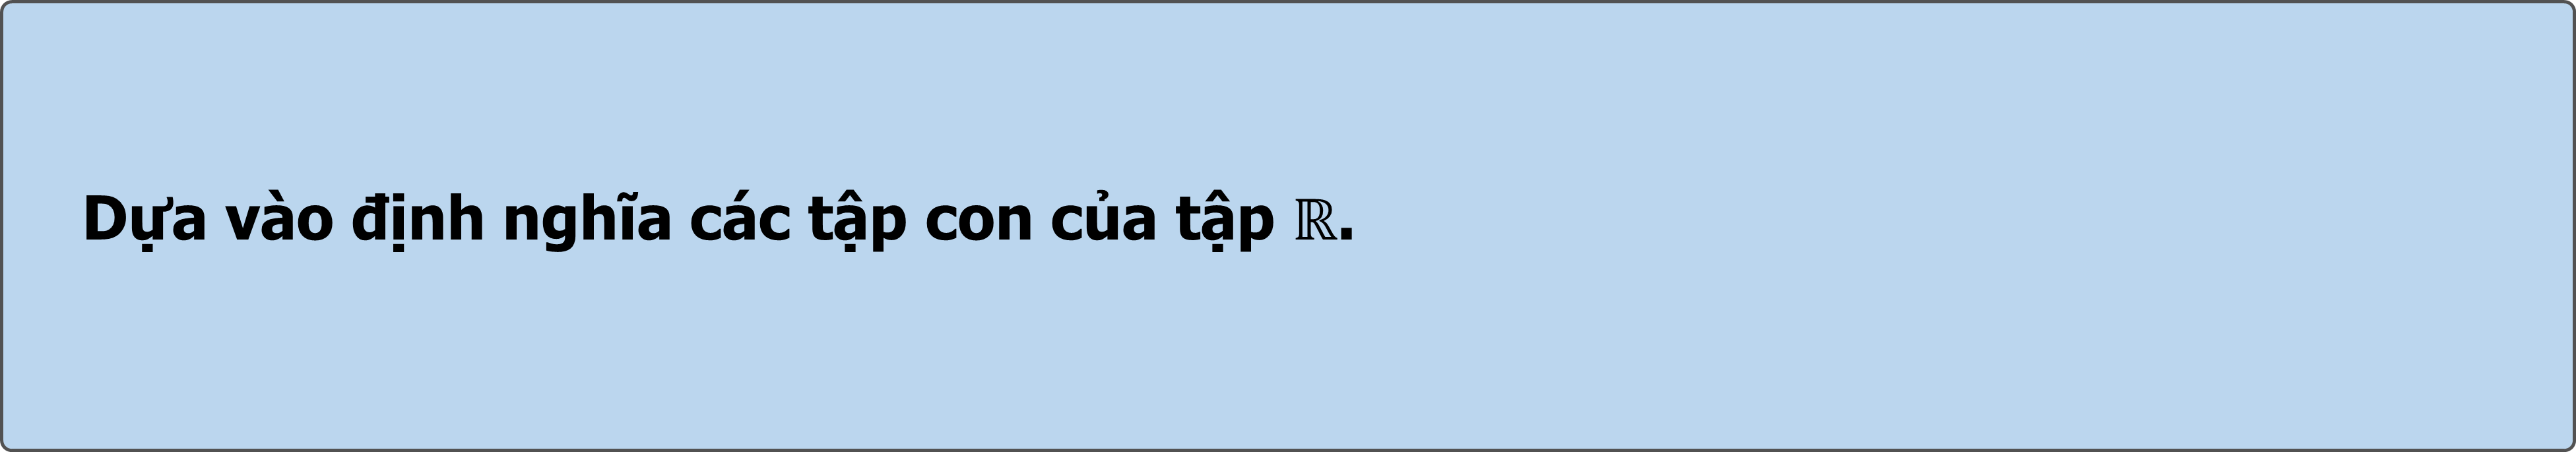 Dựa vào định nghĩa các tập con của tập ℝ.